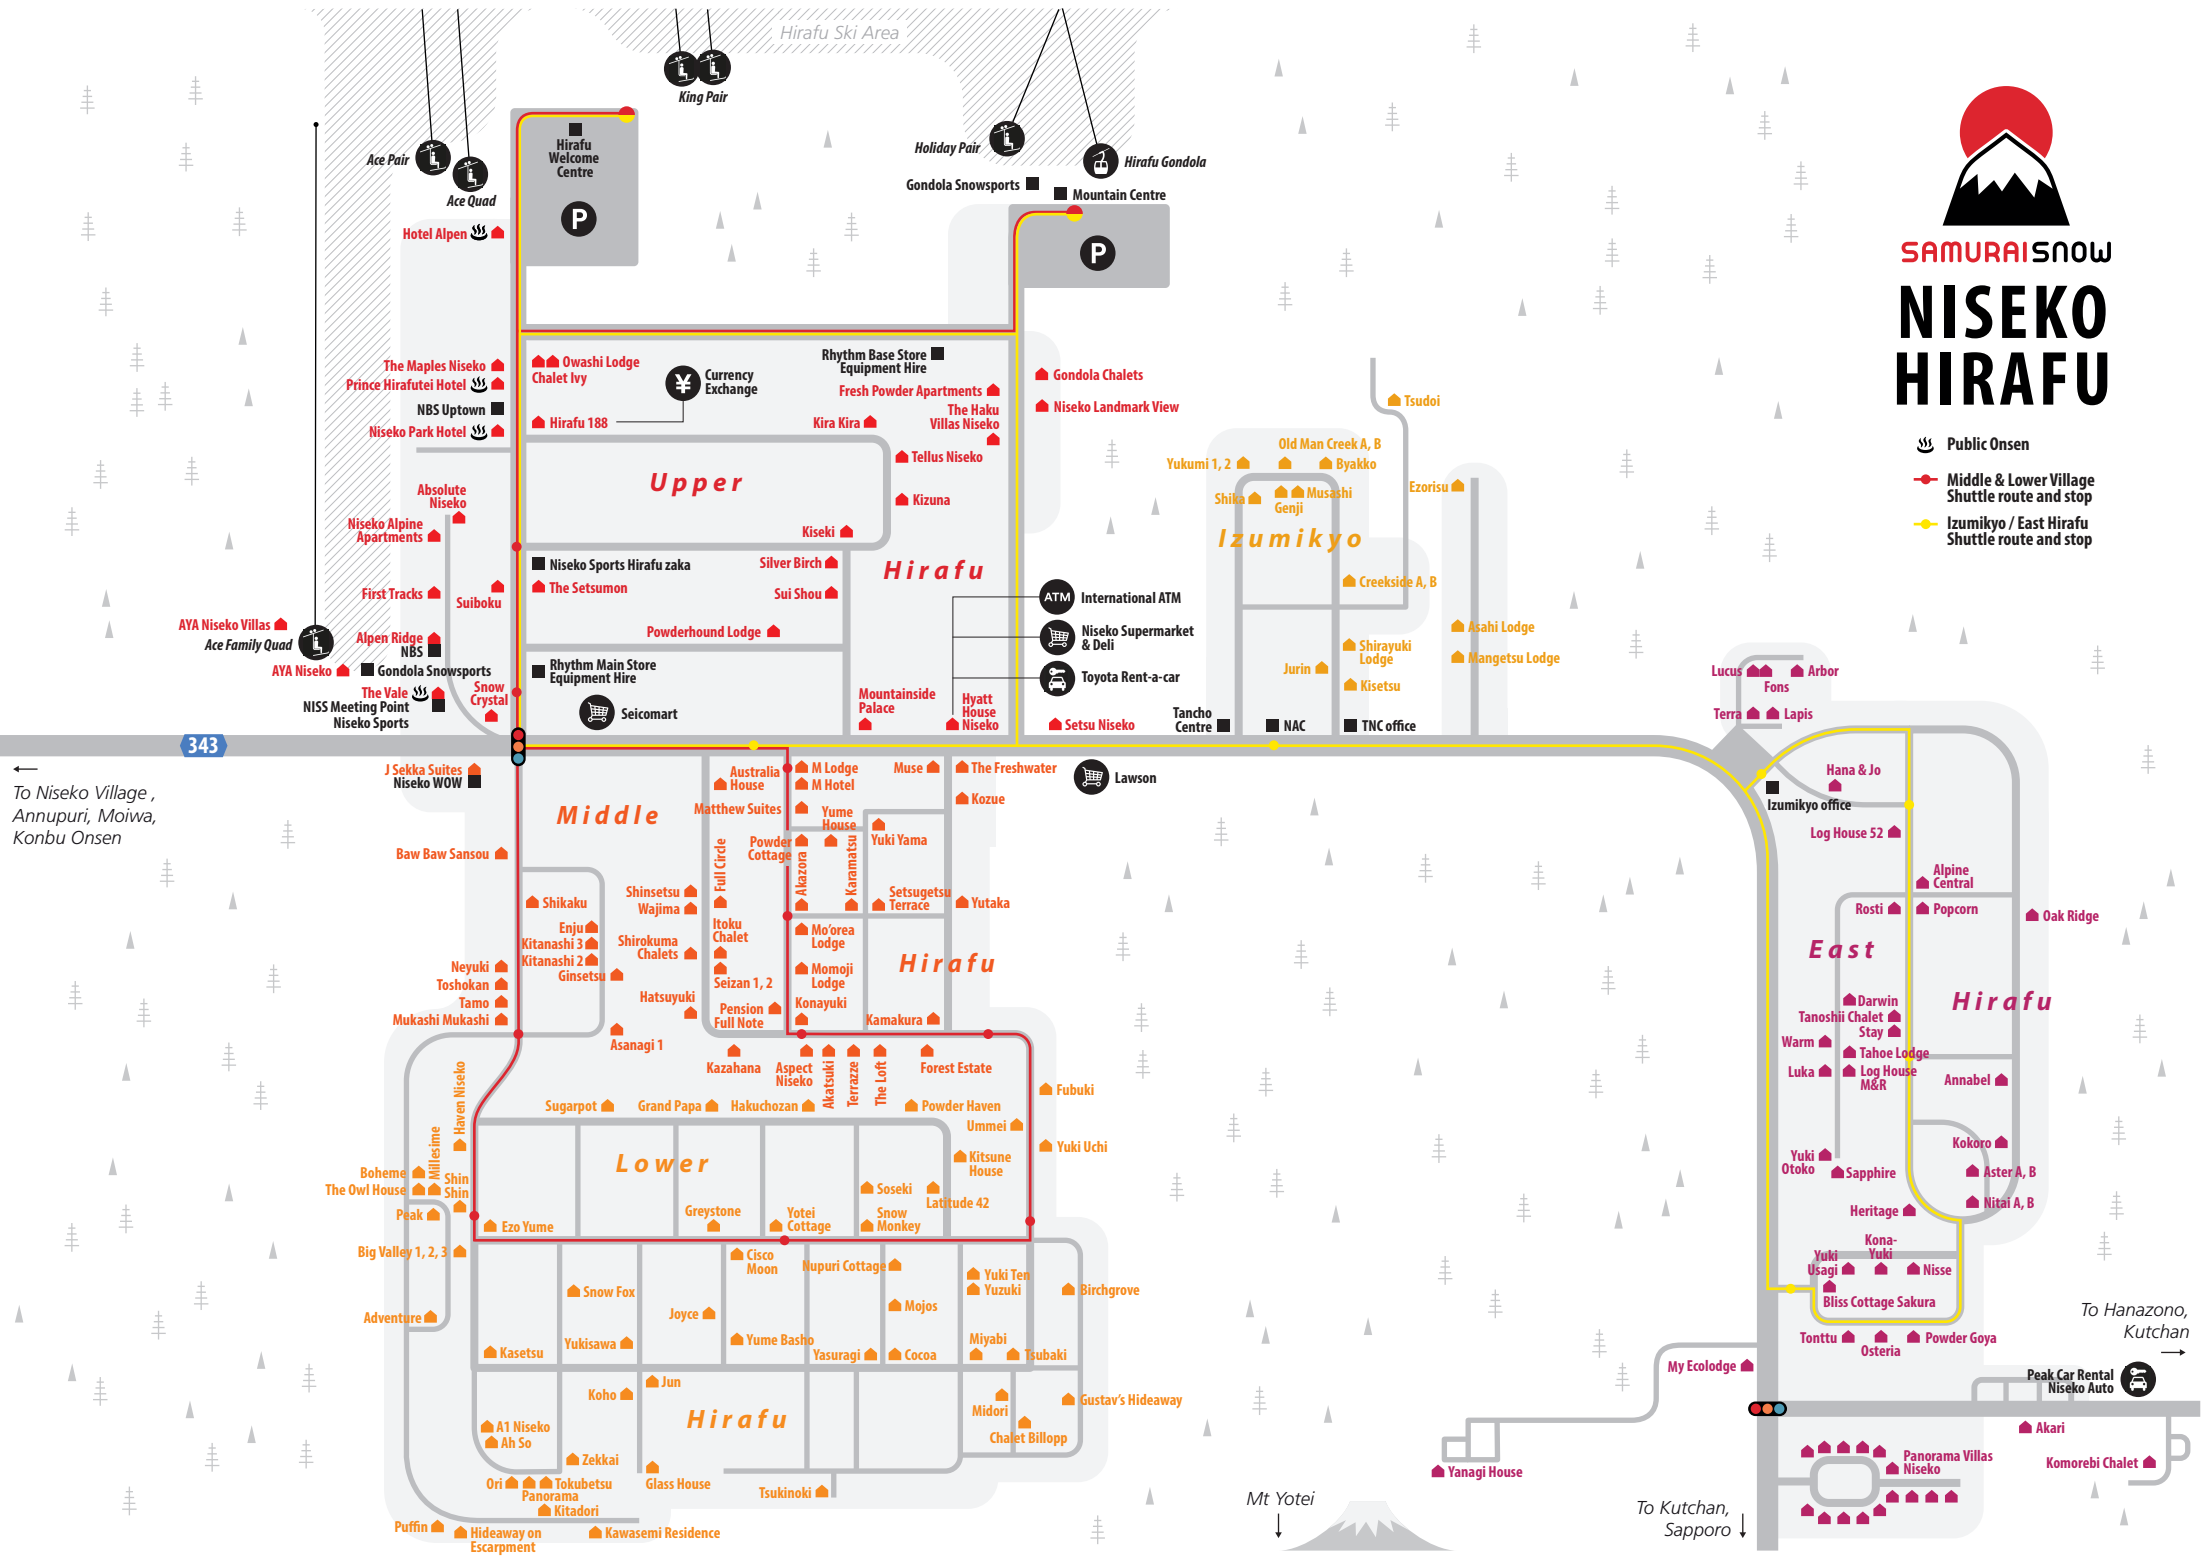 Hirafu Ski Area
King Pair
Ace Pair
Ace Quad
Hirafu
Welcome
Centre
P
Holiday Pair
Hirafu Gondola
Gondola Snowsports
Mountain Centre
P
SAMURAISNOW
NISEKO
HIRAFU
Public Onsen
Middle & Lower Village
Shuttle route and stop
Izumikyo / East Hirafu
Shuttle route and stop
Hotel Alpen
The Maples Niseko
Prince Hirafutei Hotel
NBS Uptown
Niseko Park Hotel
Owashi Lodge
Chalet Ivy
Hirafu 188
¥
Currency
Exchange
Rhythm Base Store
Equipment Hire
Fresh Powder Apartments
The Haku
Villas Niseko
Kira Kira
Gondola Chalets
Niseko Landmark View
Tellus Niseko
Kizuna
Kiseki
Upper
Hirafu
Absolute
Niseko
Niseko Alpine
Apartments
First Tracks
Suiboku
AYA Niseko Villas
Ace Family Quad
Alpen Ridge
NBS
AYA Niseko
Gondola Snowsports
The Vale
NISS Meeting Point
Niseko Sports
Snow
Crystal
Niseko Sports Hirafu zaka
The Setsumon
Silver Birch
Sui Shou
Powderhound Lodge
Rhythm Main Store
Equipment Hire
Seicomart
Mountainside
Palace
Hyatt
House
Niseko
ATM
International ATM
Niseko Supermarket
& Deli
Toyota Rent-a-car
Setsu Niseko
Tancho
Centre
NAC
TNC office
Tsudoi
Old Man Creek A, B
Yukumi 1, 2
Byakko
Shika
Musashi
Genji
Ezorisu
Izumikyo
Creekside A, B
Asahi Lodge
Shirayuki
Lodge
Mangetsu Lodge
Jurin
Kisetsu
343
To Niseko Village ,
Annupuri, Moiwa,
Konbu Onsen
J Sekka Suites
Niseko WOW
Middle
Hirafu
Australia
House
M Lodge
M Hotel
Matthew Suites
Muse
The Freshwater
Kozue
Lawson
Yume
House
Yuki Yama
Powder
Cottage
Akazora
Karamatsu
Full Circle
Setsugetsu
Terrace
Yutaka
Baw Baw Sansou
Shikaku
Enju
Kitanashi 3
Kitanashi 2
Ginsetsu
Shinsetsu
Wajima
Shirokuma
Chalets
Itoku
Chalet
Seizan 1, 2
Mo'orea
Lodge
Momoji
Lodge
Konayuki
Kamakura
Hatsuyuki
Pension
Full Note
Asanagi 1
Neyuki
Toshokan
Tamo
Mukashi Mukashi
Kazahana
Aspect
Niseko
Akatsuki
Terrazze
The Loft
Forest Estate
Fubuki
Sugarpot
Grand Papa
Hakuchozan
Powder Haven
Ummei
Yuki Uchi
Haven Niseko
Millesime
Boheme
The Owl House
Shin
Shin
Peak
Lower
Hirafu
Kitsune
House
Soseki
Latitude 42
Ezo Yume
Greystone
Yotei
Cottage
Snow
Monkey
Big Valley 1, 2, 3
Adventure
Cisco
Moon
Nupuri Cottage
Yuki Ten
Yuzuki
Birchgrove
Snow Fox
Joyce
Mojos
Yukisawa
Yume Basho
Miyabi
Kasetsu
Yasuragi
Cocoa
Tsubaki
Koho
Jun
Midori
Gustav's Hideaway
Chalet Billopp
A1 Niseko
Ah So
Zekkai
Ori
Tokubetsu
Panorama
Kitadori
Glass House
Tsukinoki
Puffin
Hideaway on
Escarpment
Kawasemi Residence
Lucus
Arbor
Fons
Terra
Lapis
Hana & Jo
Izumikyo office
Log House 52
Alpine
Central
Rosti
Popcorn
Oak Ridge
East
Hirafu
Darwin
Tanoshii Chalet
Stay
Warm
Tahoe Lodge
Luka
Log House
M&R
Annabel
Kokoro
Yuki
Otoko
Sapphire
Aster A, B
Nitai A, B
Heritage
Kona-
Yuki
Yuki
Usagi
Nisse
Bliss Cottage Sakura
Tonttu
Osteria
Powder Goya
My Ecolodge
Yanagi House
To Hanazono,
Kutchan
Peak Car Rental
Niseko Auto
Akari
Panorama Villas
Niseko
Komorebi Chalet
Mt Yotei
To Kutchan,
Sapporo